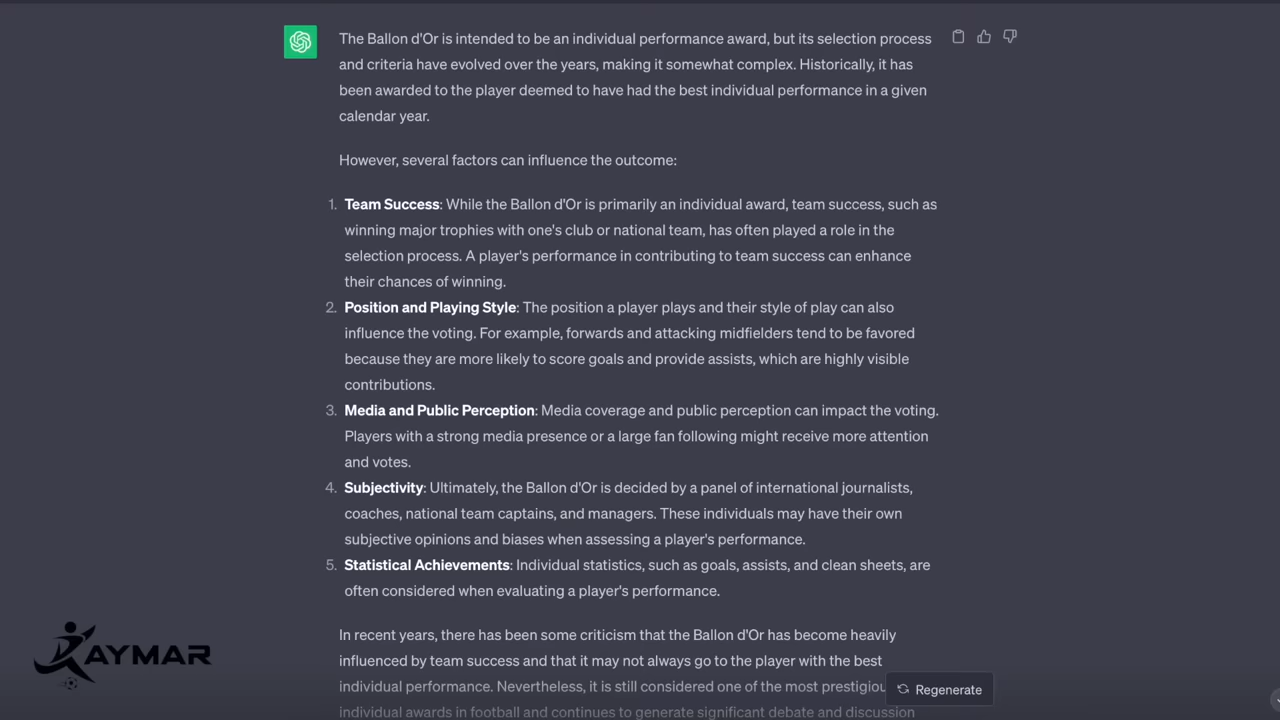 The Ballon d'Or is intended to be an individual performance award, but its selection process
and criteria have evolved over the years, making it somewhat complex. Historically, it has
been awarded to the player deemed to have had the best individual performance in a given
calendar year.
However, several factors can influence the outcome:
1. Team Success: While the Ballon d'Or is primarily an individual award, team success, such as
winning major trophies with one's club or national team, has often played a role in the
selection process. A player's performance in contributing to team success can enhance
their chances of winning.
2. Position and Playing Style: The position a player plays and their style of play can also
influence the voting. For example, forwards and attacking midfielders tend to be favored
because they are more likely to score goals and provide assists, which are highly visible
contributions.
3. Media and Public Perception: Media coverage and public perception can impact the voting.
Players with a strong media presence or a large fan following might receive more attention
and votes.
4. Subjectivity: Ultimately, the Ballon d'Or is decided by a panel of international journalists,
coaches, national team captains, and managers. These individuals may have their own
subjective opinions and biases when assessing a player's performance.
5. Statistical Achievements: Individual statistics, such as goals, assists, and clean sheets, are
often considered when evaluating a player's performance.
In recent years, there has been some criticism that the Ballon d'Or has become heavily
influenced by team success and that it may not always go to the player with the best
individual performance. Nevertheless, it is still considered one of the most prestigiou
individual awards in football and continues to generate significant debate and discussion
Regenerate
KAYMAR